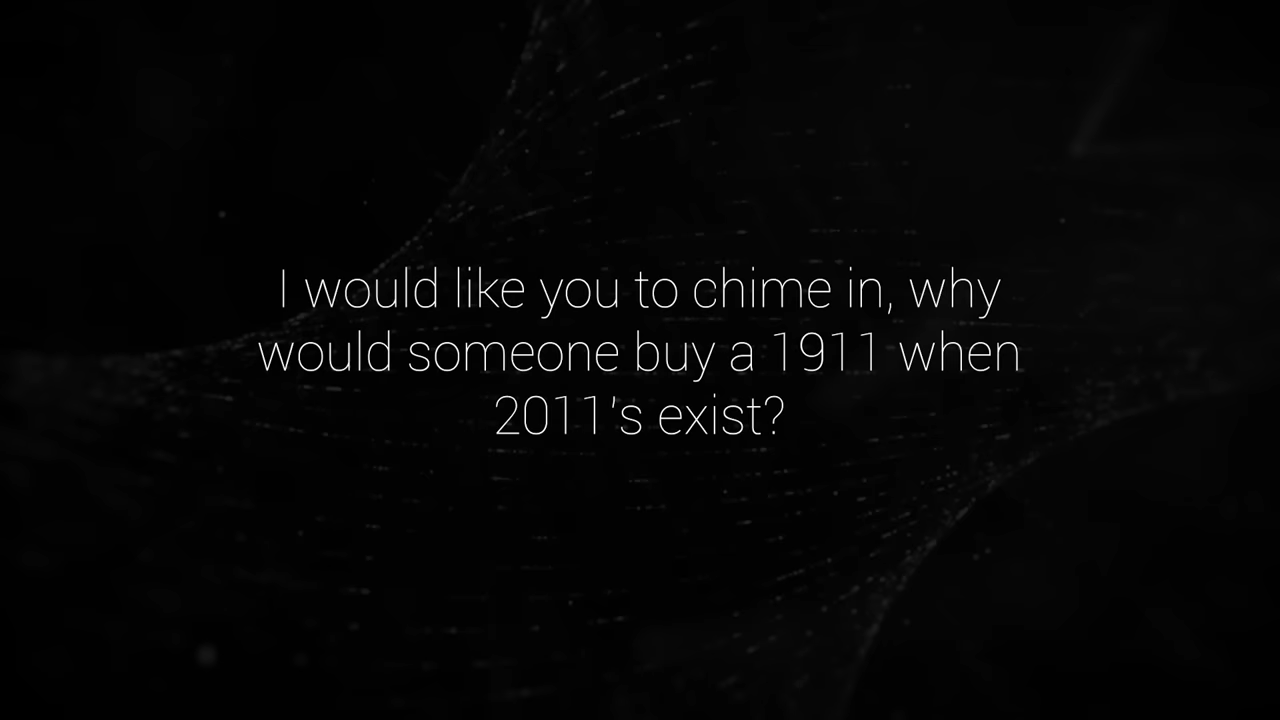 I would like you to chime in, why
would someone buy a 1911 when
2011's exist?